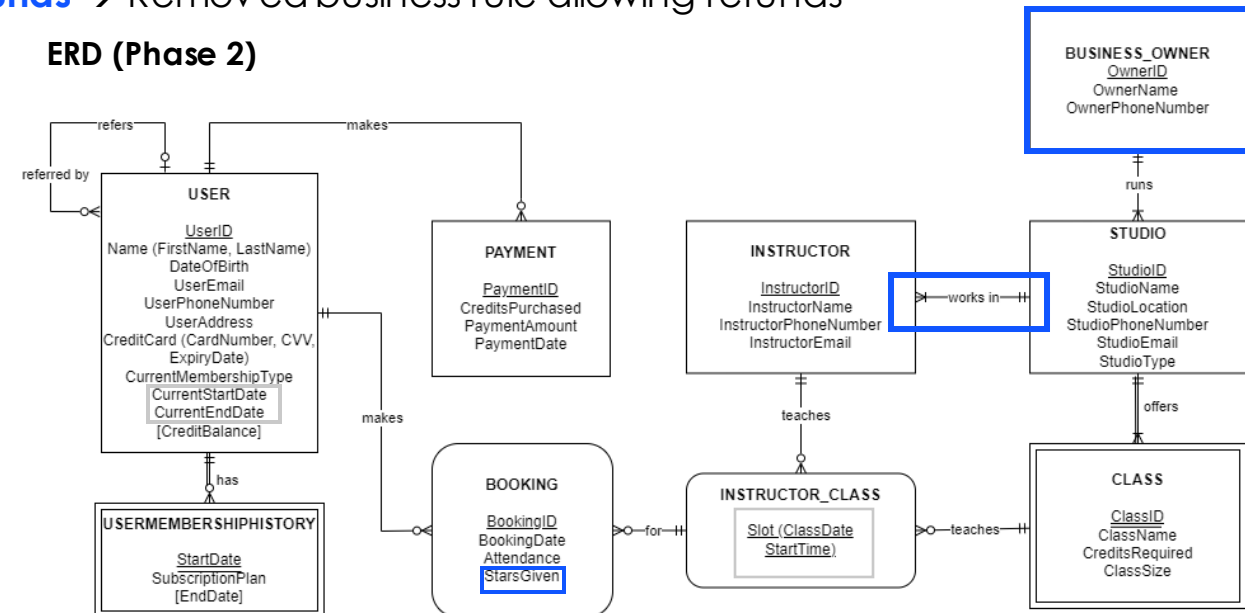 unds → Removed business rule allowing refunds
ERD (Phase 2)
BUSINESS_OWNER
OwnerID
OwnerName
OwnerPhoneNumber
refers
makes
referred by
runs
USER
UserID
Name (FirstName, LastName)
DateOfBirth
UserEmail
UserPhoneNumber
UserAddress
CreditCard (CardNumber, CVV,
ExpiryDate)
CurrentMembershipType
CurrentStartDate
CurrentEndDate
[CreditBalance]
PAYMENT
PaymentID
CreditsPurchased
PaymentAmount
PaymentDate
INSTRUCTOR
InstructorID
InstructorName
InstructorPhoneNumber
InstructorEmail
works in
STUDIO
StudioID
StudioName
StudioLocation
StudioPhoneNumber
StudioEmail
StudioType
makes
teaches
offers
has
USERMEMBERSHIPHISTORY
StartDate
SubscriptionPlan
[EndDate]
BOOKING
BookingID
BookingDate
Attendance
StarsGiven
for
INSTRUCTOR_CLASS
Slot (ClassDate
StartTime)
teaches
CLASS
ClassID
ClassName
CreditsRequired
ClassSize